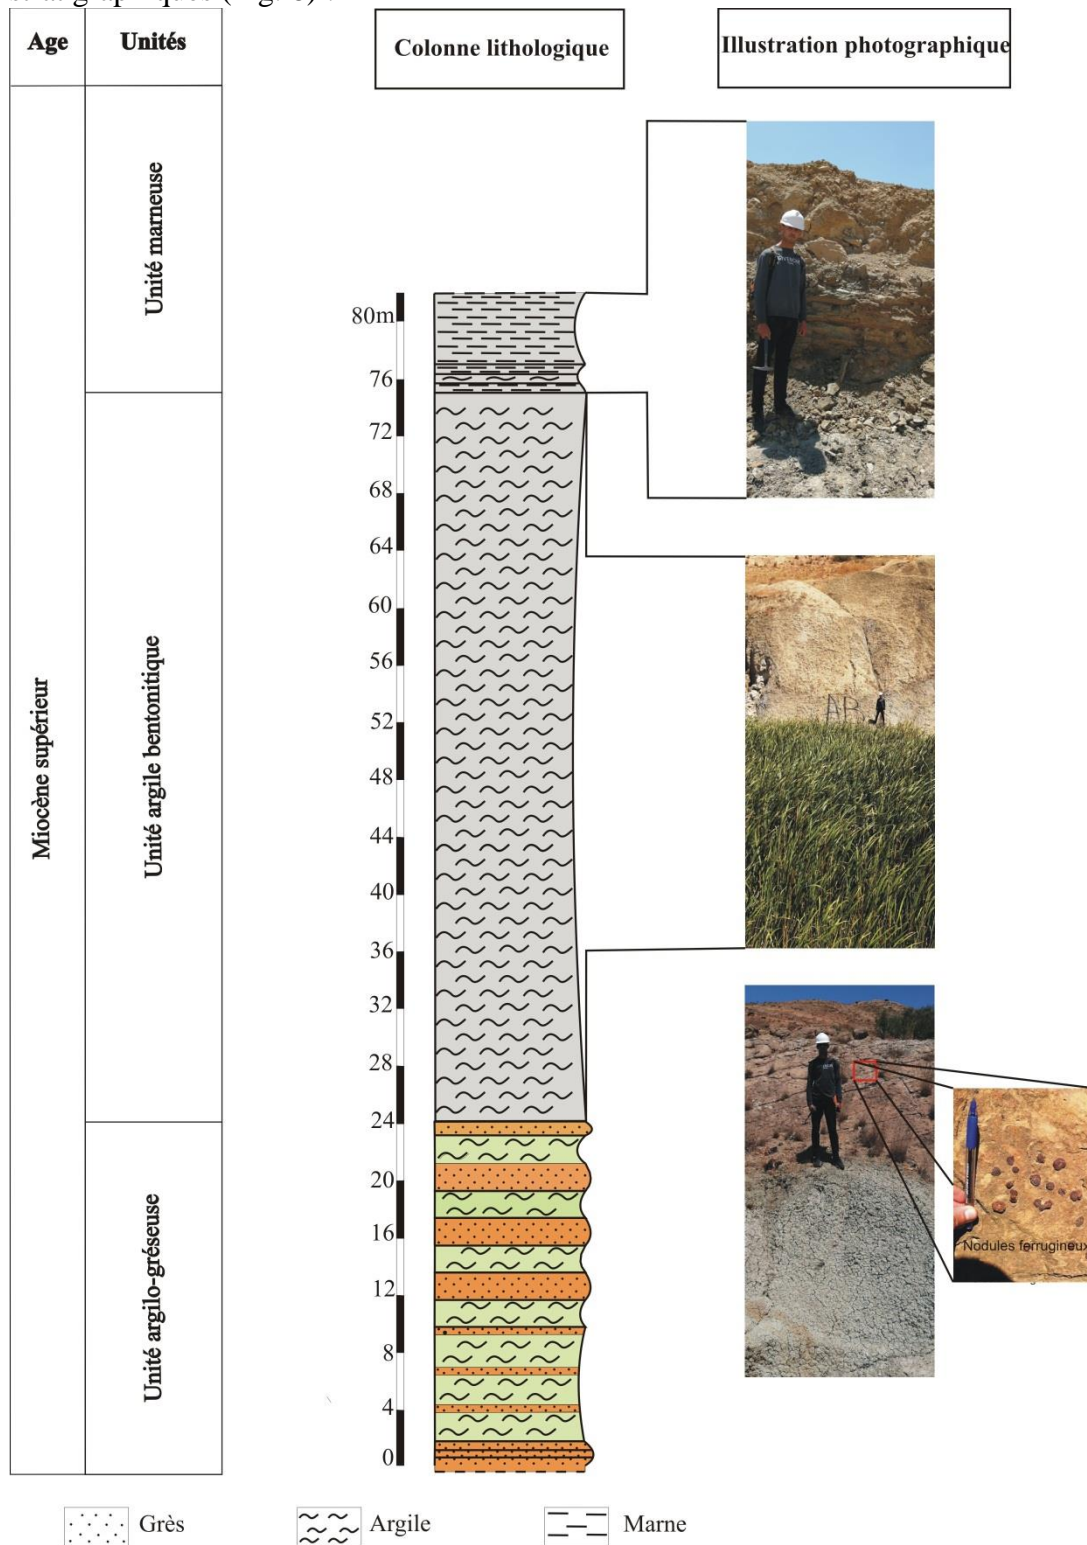 Age
Unités
Colonne lithologique
Illustration photographique
Unité marneuse
Unité argile bentonitique
Unité argilo-gréseuse
Miocène supérieur
80m
76
72
68
64
60
56
52
48
44
40
36
32
28
24
20
16
12
8
4
0
AB
Nodules ferrugineux
Grès
Argile
Marne